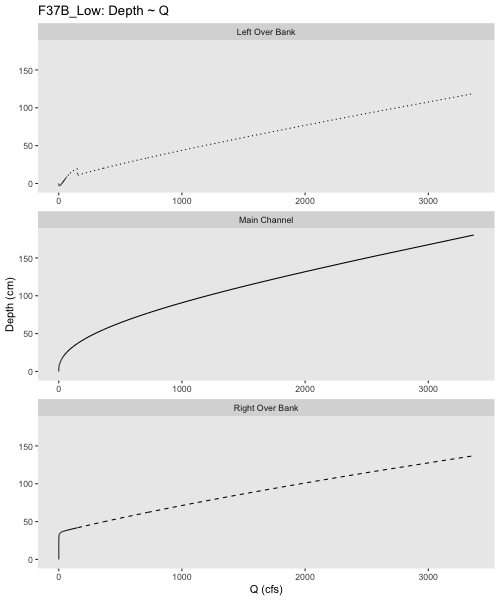 F37B_Low: Depth ~ Q
Left Over Bank
150
100
50
0
0 1000 2000 3000
Main Channel
150
100
50
0
0 1000 2000 3000
Depth (cm)
Right Over Bank
150
100
50
0
0 1000 2000 3000
Q (cfs)